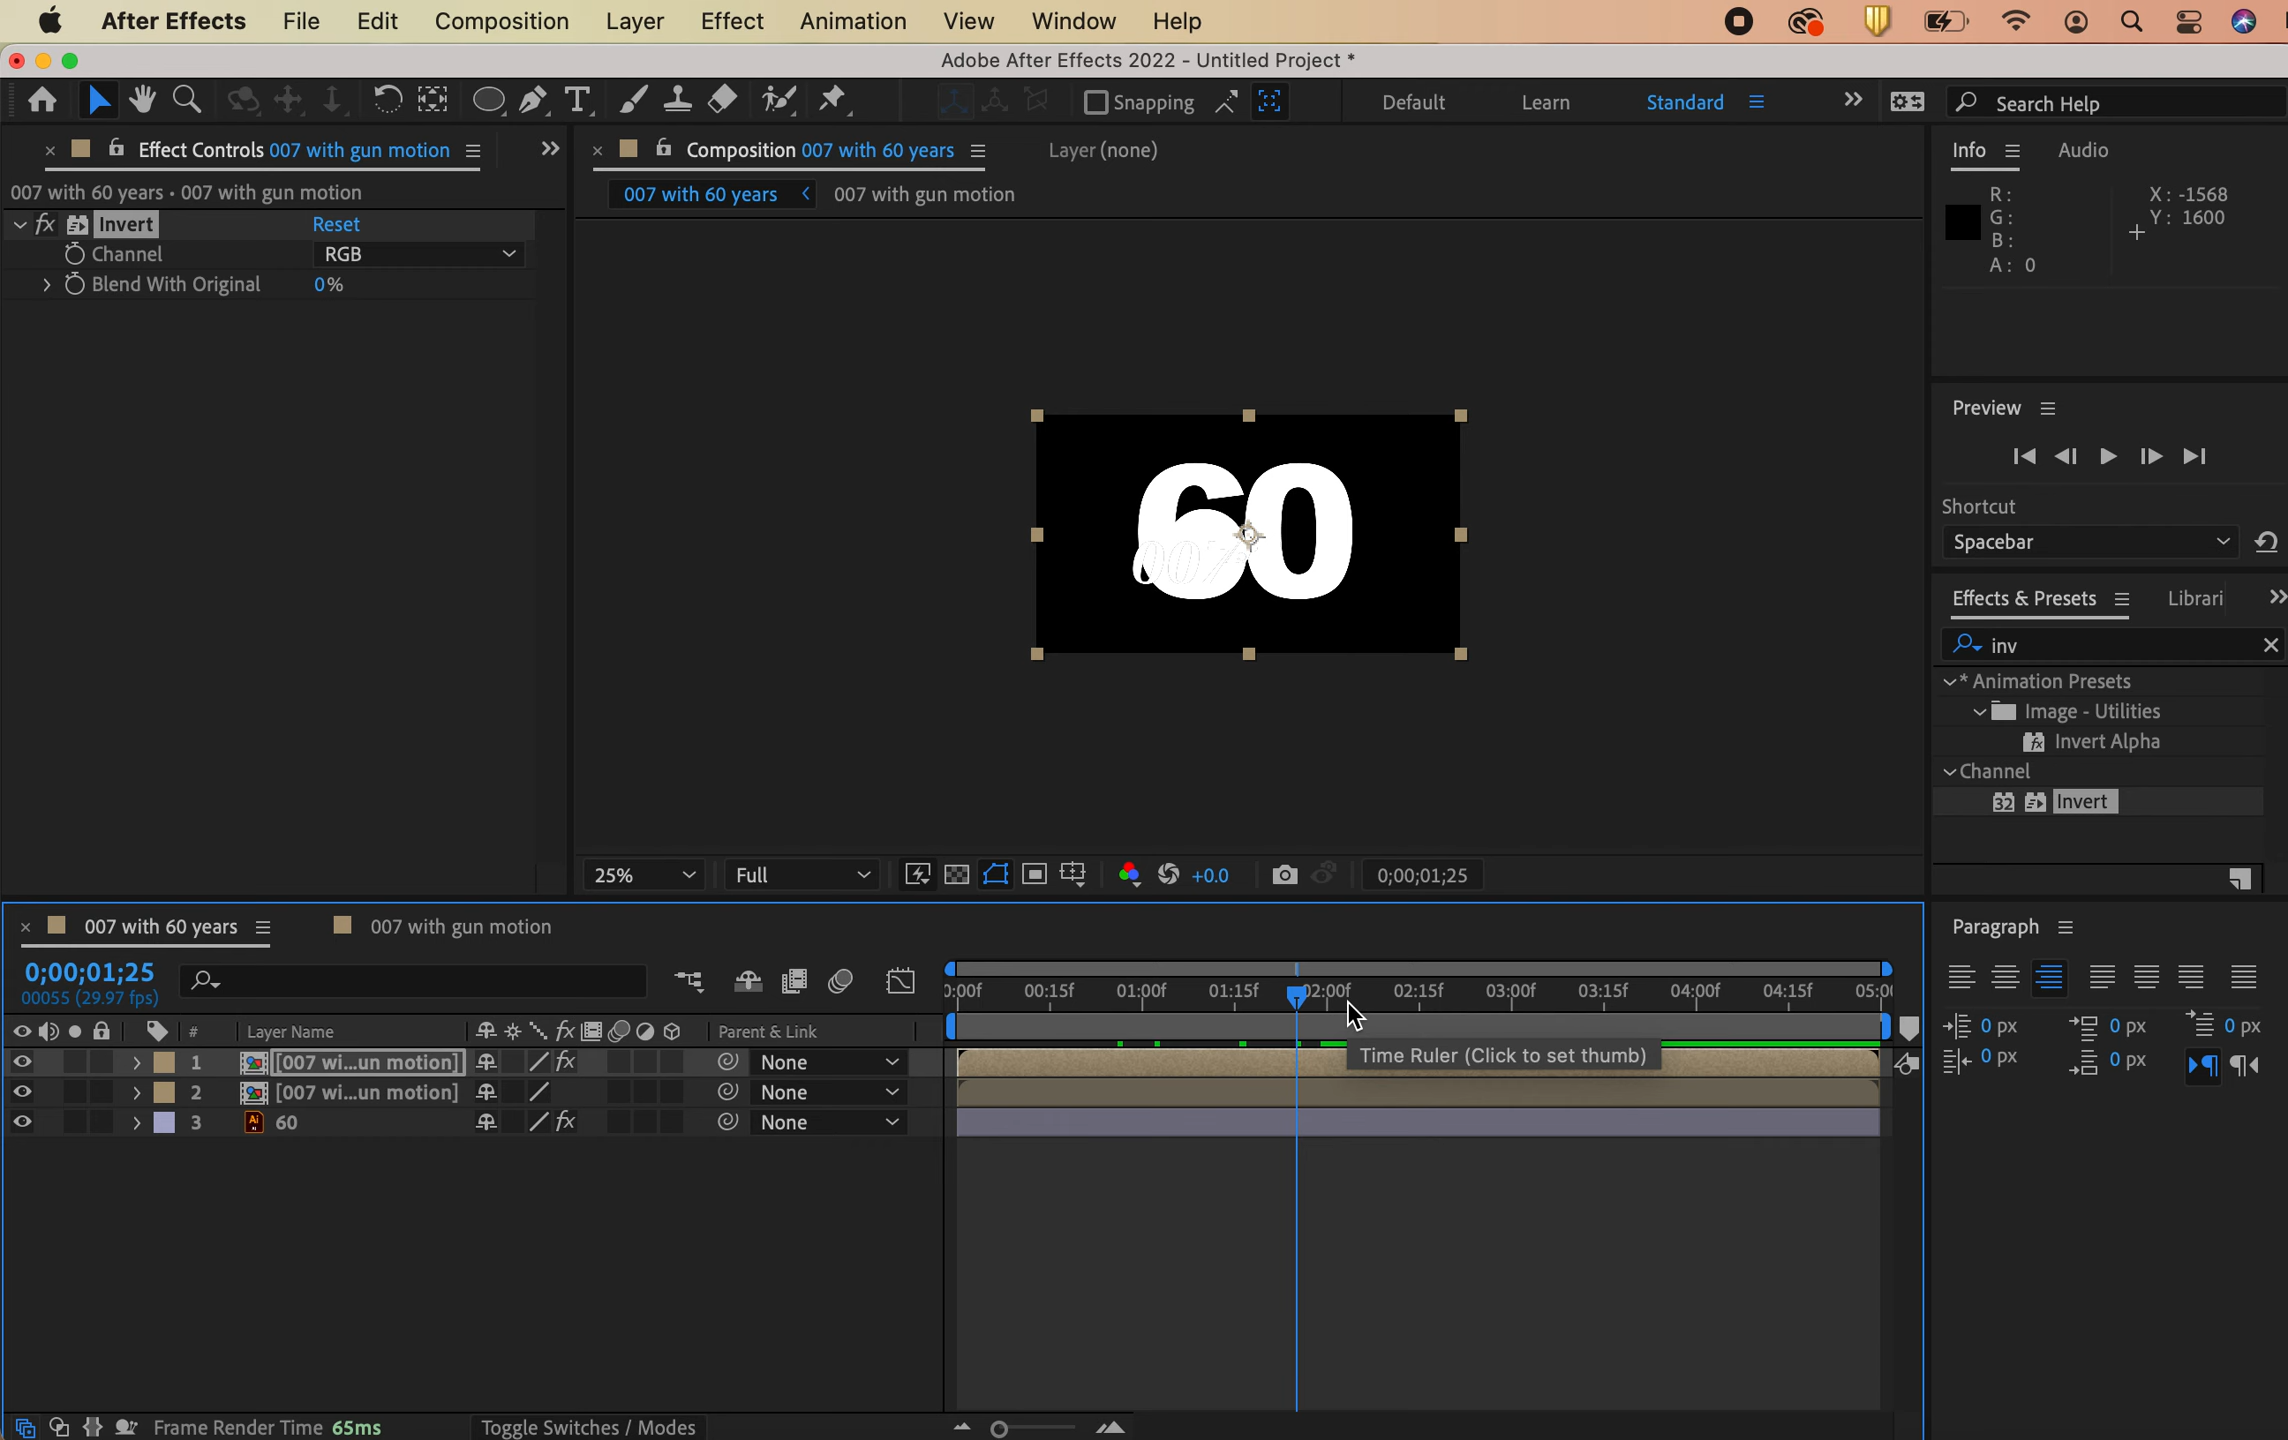 After Effects File Edit Composition Layer Effect Animation View Window Help
Adobe After Effects 2022 - Untitled Project *
Snapping Default Learn Standard Search Help
Effect Controls 007 with gun motion
007 with 60 years • 007 with gun motion
fx Invert Reset
Channel RGB
Blend With Original 0%
Composition 007 with 60 years Layer (none)
007 with 60 years 007 with gun motion
60
007
25% Full +0.0 0;00;01;25
Info Audio
R: X: -1568
G: Y: 1600
B:
A: 0
Preview
Shortcut
Spacebar
Effects & Presets Librari
inv
* Animation Presets
Image - Utilities
Invert Alpha
Channel
32 Invert
007 with 60 years 007 with gun motion
0;00;01;25
00055 (29.97 fps)
:00f 00:15f 01:00f 01:15f 02:00f 02:15f 03:00f 03:15f 04:00f 04:15f 05:00
# Layer Name fx Parent & Link
1 [007 wi...un motion] fx None
Time Ruler (Click to set thumb)
2 [007 wi...un motion] None
3 Ai 60 fx None
Frame Render Time 65ms Toggle Switches / Modes
Paragraph
0 px 0 px 0 px
0 px 0 px